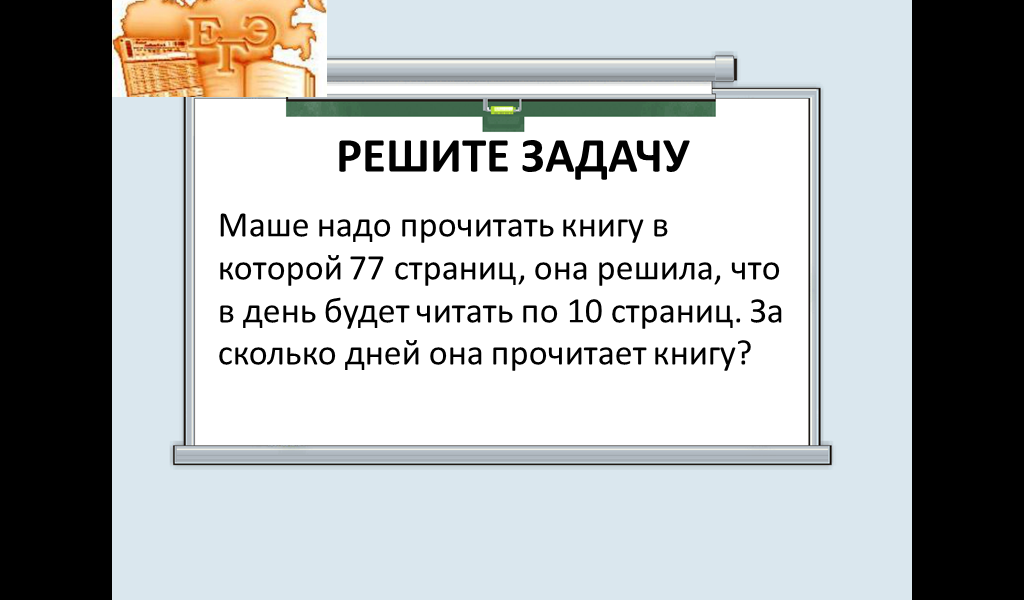 ЕГЭ
РЕШИТЕ ЗАДАЧУ
Маше надо прочитать книгу в
которой 77 страниц, она решила, что
в день будет читать по 10 страниц. За
сколько дней она прочитает книгу?